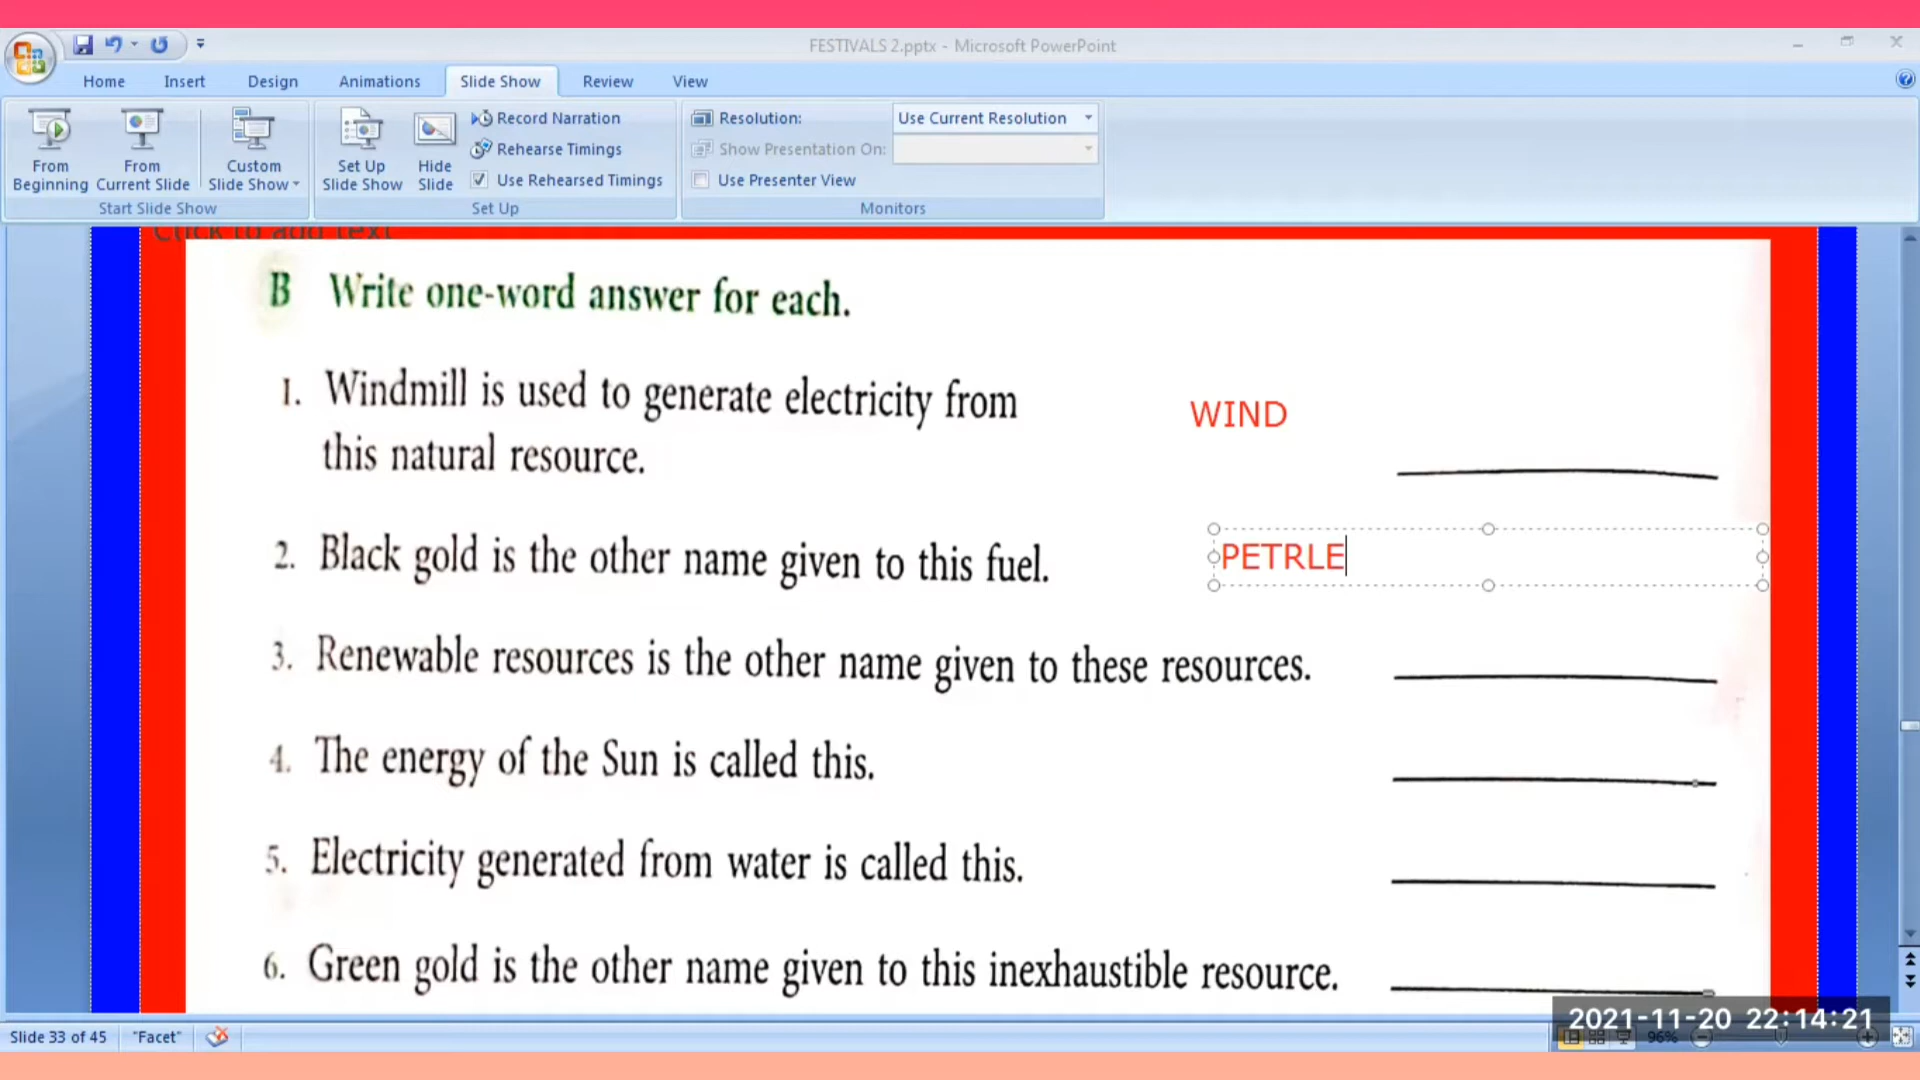 FESTIVALS 2.pptx - Microsoft PowerPoint
Home Insert Design Animations Slide Show Review View
From Beginning
From Current Slide
Custom Slide Show
Start Slide Show
Set Up Slide Show
Hide Slide
Record Narration
Rehearse Timings
Use Rehearsed Timings
Set Up
Resolution: Use Current Resolution
Show Presentation On:
Use Presenter View
Monitors
Click to add text
B Write one-word answer for each.
1. Windmill is used to generate electricity from
this natural resource.
WIND
2. Black gold is the other name given to this fuel. PETRLE
3. Renewable resources is the other name given to these resources.
4. The energy of the Sun is called this.
5. Electricity generated from water is called this.
6. Green gold is the other name given to this inexhaustible resource.
2021-11-20 22:14:21
Slide 33 of 45 "Facet" 96%